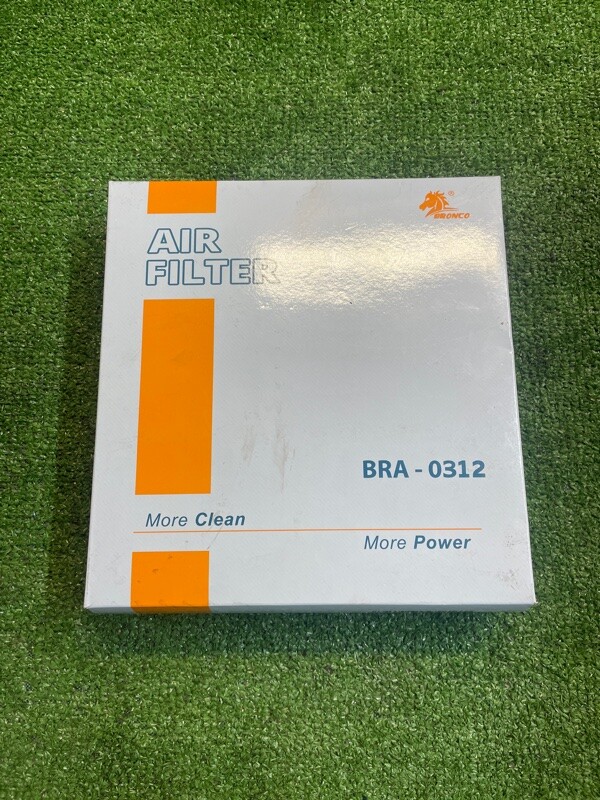 ®
BRONCO
AIR
FILTER
BRA - 0312
More Clean
More Power